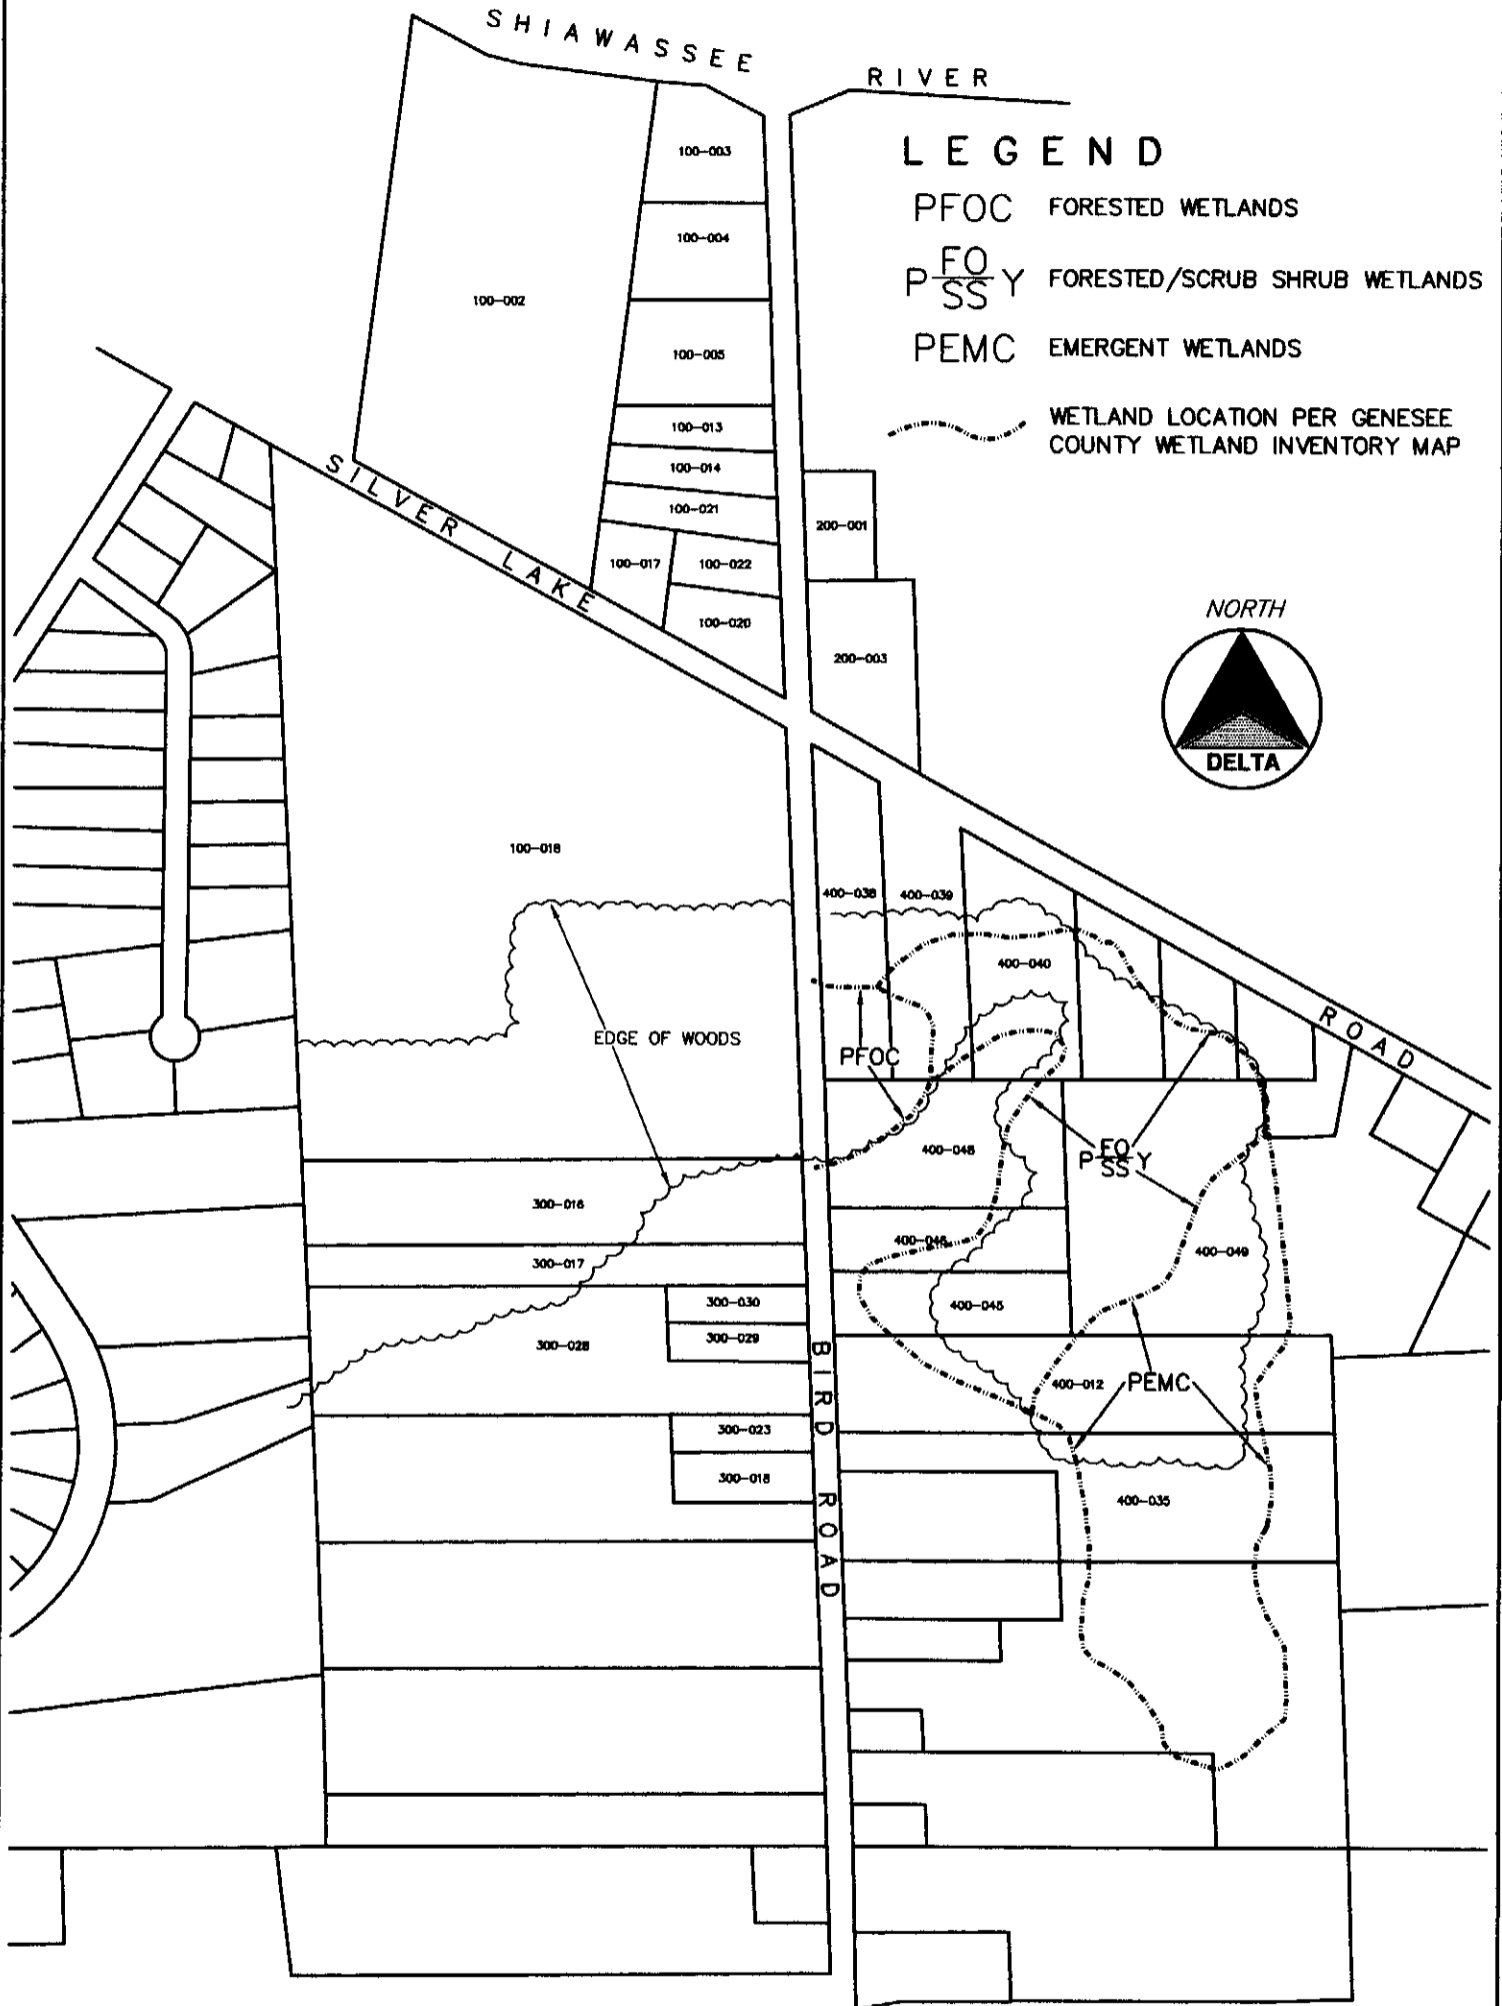 SHIAWASSEE RIVER
LEGEND
PFOC FORESTED WETLANDS
P FO/SS Y FORESTED/SCRUB SHRUB WETLANDS
PEMC EMERGENT WETLANDS
WETLAND LOCATION PER GENESEE
COUNTY WETLAND INVENTORY MAP
100-003
100-004
100-002
100-005
100-013
100-014
100-021
100-017
100-022
100-020
200-001
200-003
SILVER LAKE ROAD
NORTH
DELTA
100-018
400-038
400-039
400-040
EDGE OF WOODS
PFOC
P FO/SS Y
300-016
300-017
300-030
300-029
300-028
300-023
300-018
400-046
400-049
400-045
400-012
PEMC
400-035
BIRD ROAD